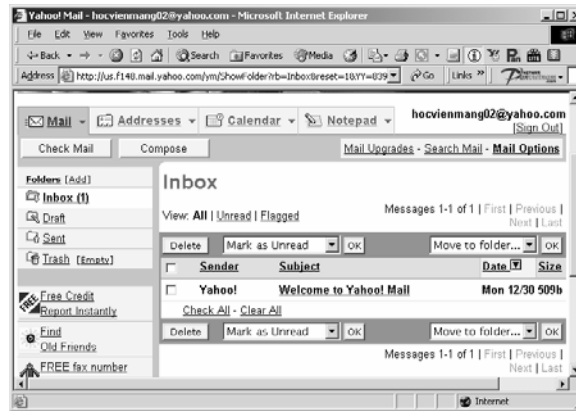 Yahoo! Mail - hocvienmang02@yahoo.com - Microsoft Internet Explorer
File Edit View Favorites Tools Help
Back Search Favorites Media
Address http://us.f140.mail.yahoo.com/ym/ShowFolder?rb=Inbox&reset=1&YY=839 Go Links »
Mail Addresses Calendar Notepad hocvienmang02@yahoo.com
[Sign Out]
Check Mail Compose Mail Upgrades - Search Mail - Mail Options
Folders [Add]
Inbox (1)
Draft
Sent
Trash [Empty]
FREE
Free Credit
Report Instantly
Find
Old Friends
FREE fax number
Inbox
View: All | Unread | Flagged
Messages 1-1 of 1 | First | Previous |
Next | Last
Delete Mark as Unread OK Move to folder... OK
Sender Subject Date Size
Yahoo! Welcome to Yahoo! Mail Mon 12/30 509b
Check All - Clear All
Delete Mark as Unread OK Move to folder... OK
Messages 1-1 of 1 | First | Previous |
Next | Last
Internet